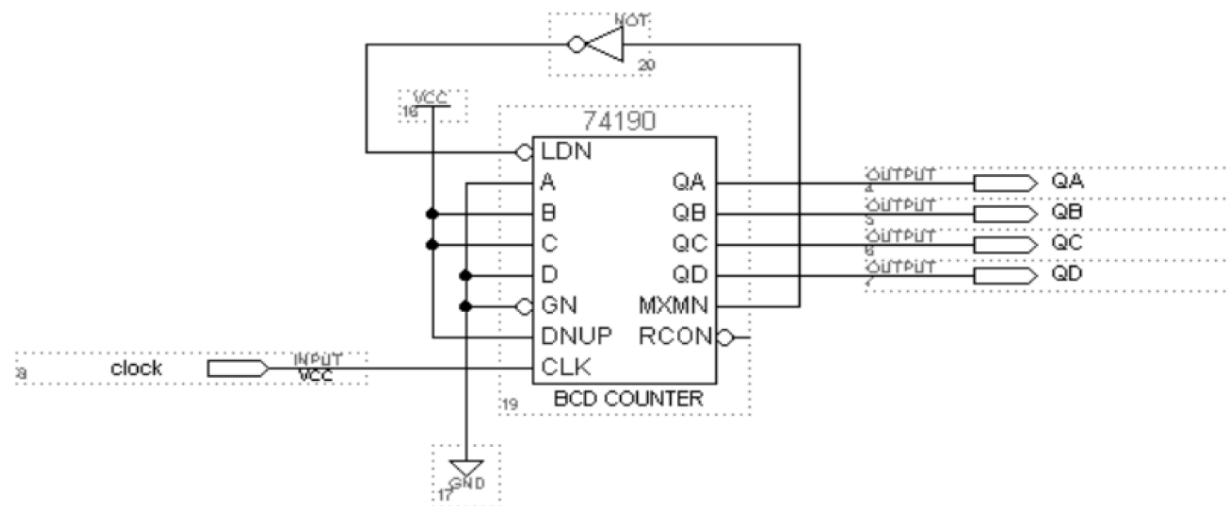 NOT
20
VCC
16
74190
LDN
A QA
B QB
C QC
D QD
GN MXMN
DNUP RCON
CLK
BCD COUNTER
19
OUTPUT QA
4
OUTPUT QB
5
OUTPUT QC
6
OUTPUT QD
7
clock INPUT
VCC
GND
17